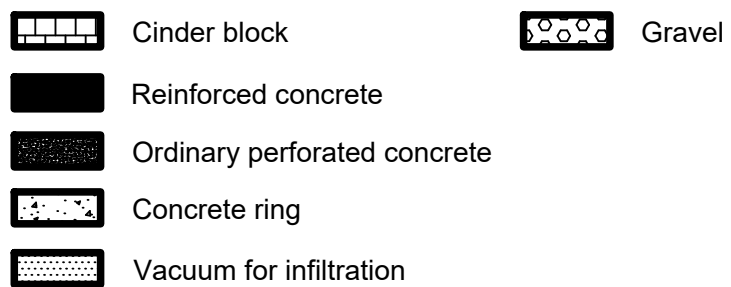 Cinder block
Gravel
Reinforced concrete
Ordinary perforated concrete
Concrete ring
Vacuum for infiltration